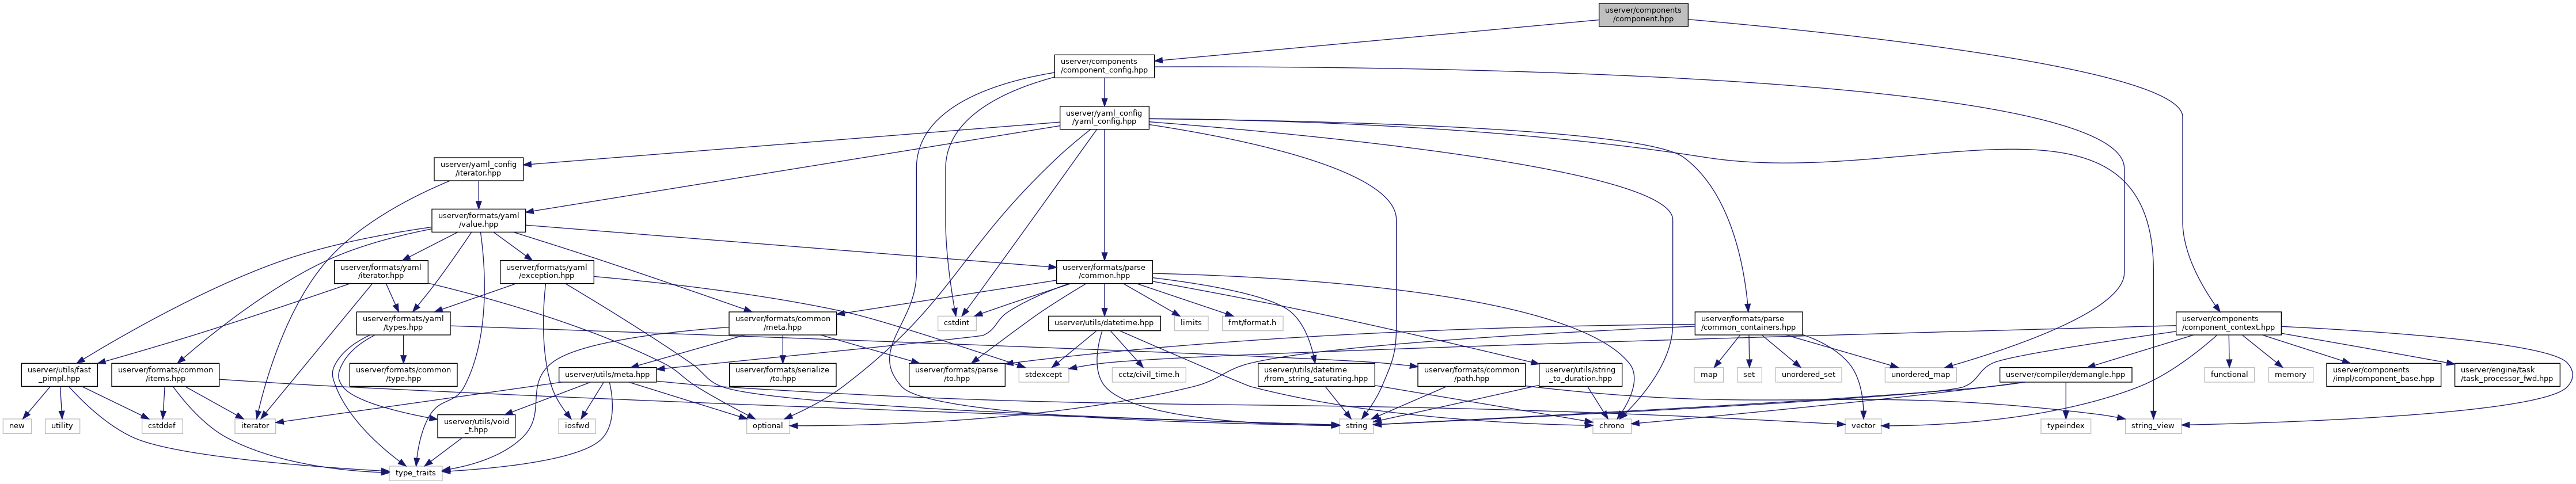 userver/components
/component.hpp
userver/components
/component_config.hpp
userver/yaml_config
/yaml_config.hpp
userver/yaml_config
/iterator.hpp
userver/formats/yaml
/value.hpp
userver/formats/yaml
/iterator.hpp
userver/formats/yaml
/exception.hpp
userver/formats/parse
/common.hpp
userver/formats/yaml
/types.hpp
userver/formats/common
/meta.hpp
cstdint
userver/utils/datetime.hpp
limits
fmt/format.h
userver/formats/parse
/common_containers.hpp
userver/components
/component_context.hpp
userver/utils/fast
_pimpl.hpp
userver/formats/common
/items.hpp
userver/formats/common
/type.hpp
userver/utils/meta.hpp
userver/formats/serialize
/to.hpp
userver/formats/parse
/to.hpp
stdexcept
cctz/civil_time.h
userver/utils/datetime
/from_string_saturating.hpp
userver/formats/common
/path.hpp
userver/utils/string
_to_duration.hpp
map
set
unordered_set
unordered_map
userver/compiler/demangle.hpp
functional
memory
userver/components
/impl/component_base.hpp
userver/engine/task
/task_processor_fwd.hpp
new
utility
cstddef
iterator
userver/utils/void
_t.hpp
iosfwd
optional
string
chrono
vector
typeindex
string_view
type_traits